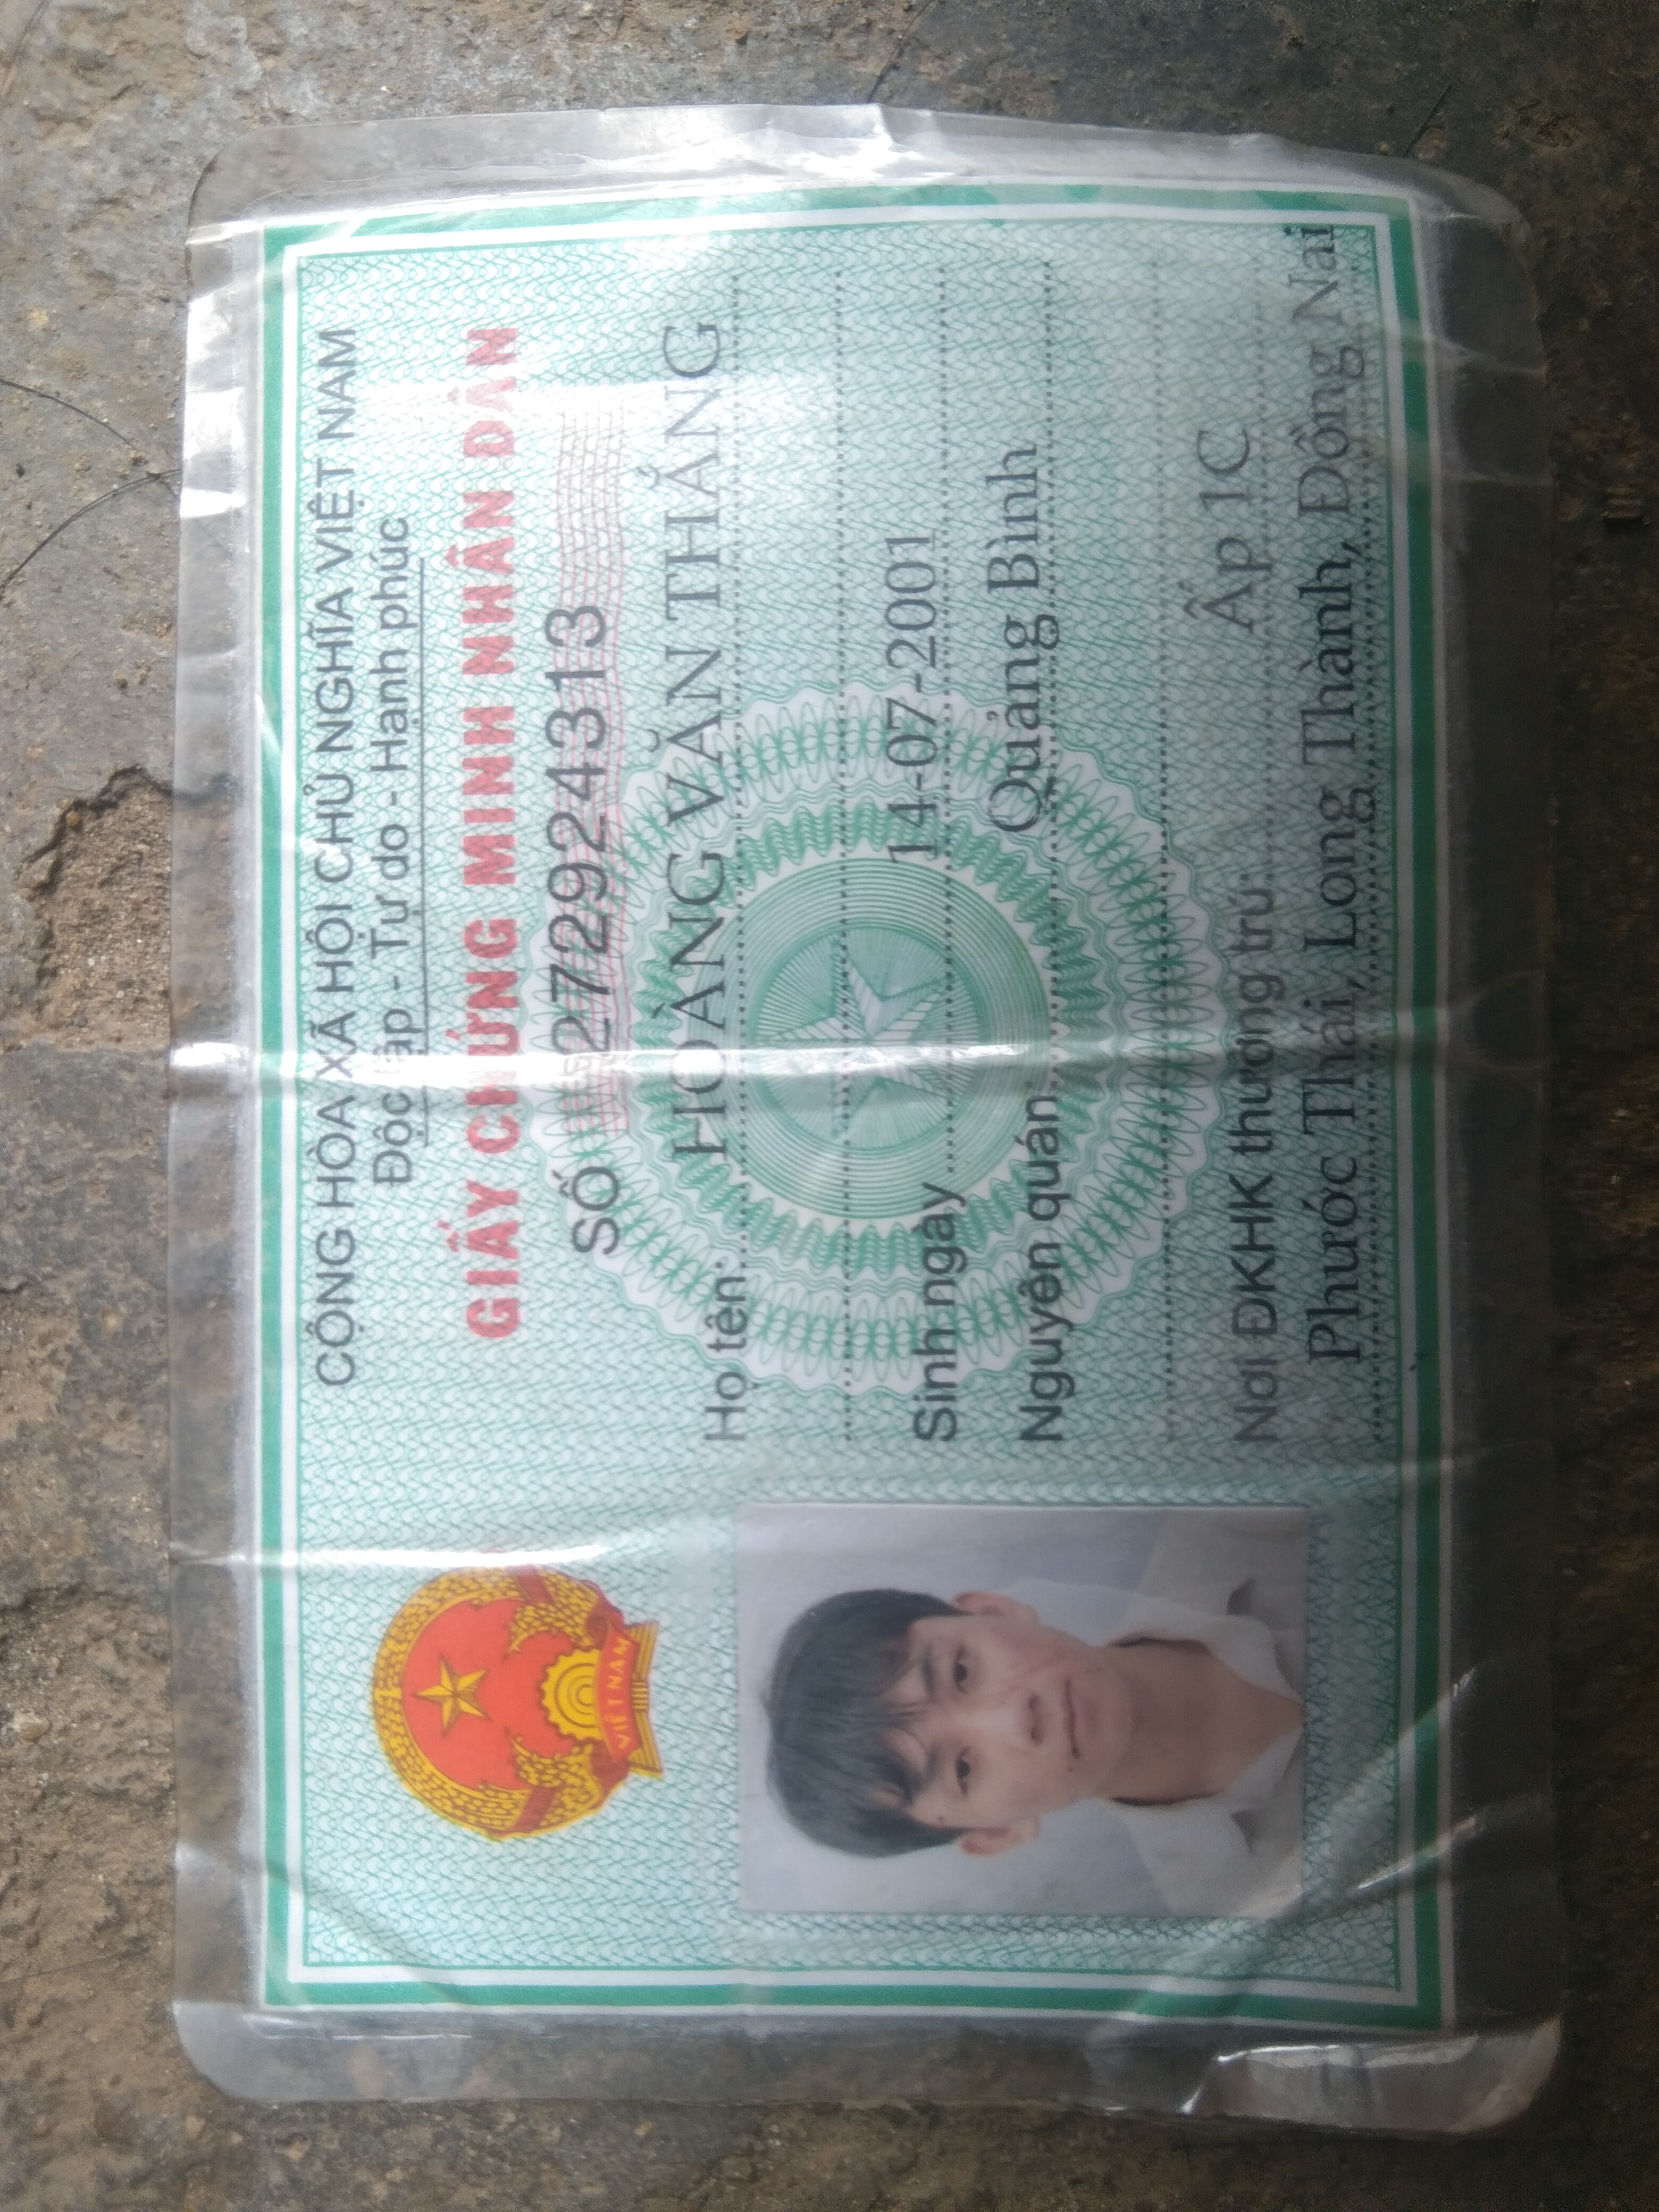 CỘNG HÒA XÃ HỘI CHỦ NGHĨA VIỆT NAM
Độc lập - Tự do - Hạnh phúc
GIẤY CHỨNG MINH NHÂN DÂN
SỐ 272924313
Họ tên: HOÀNG VĂN THẮNG
Sinh ngày 14-07-2001
Nguyên quán: Quảng Bình
Nơi ĐKHK thường trú: Ấp 1C
Phước Thái, Long Thành, Đồng Nai
VIỆT NAM